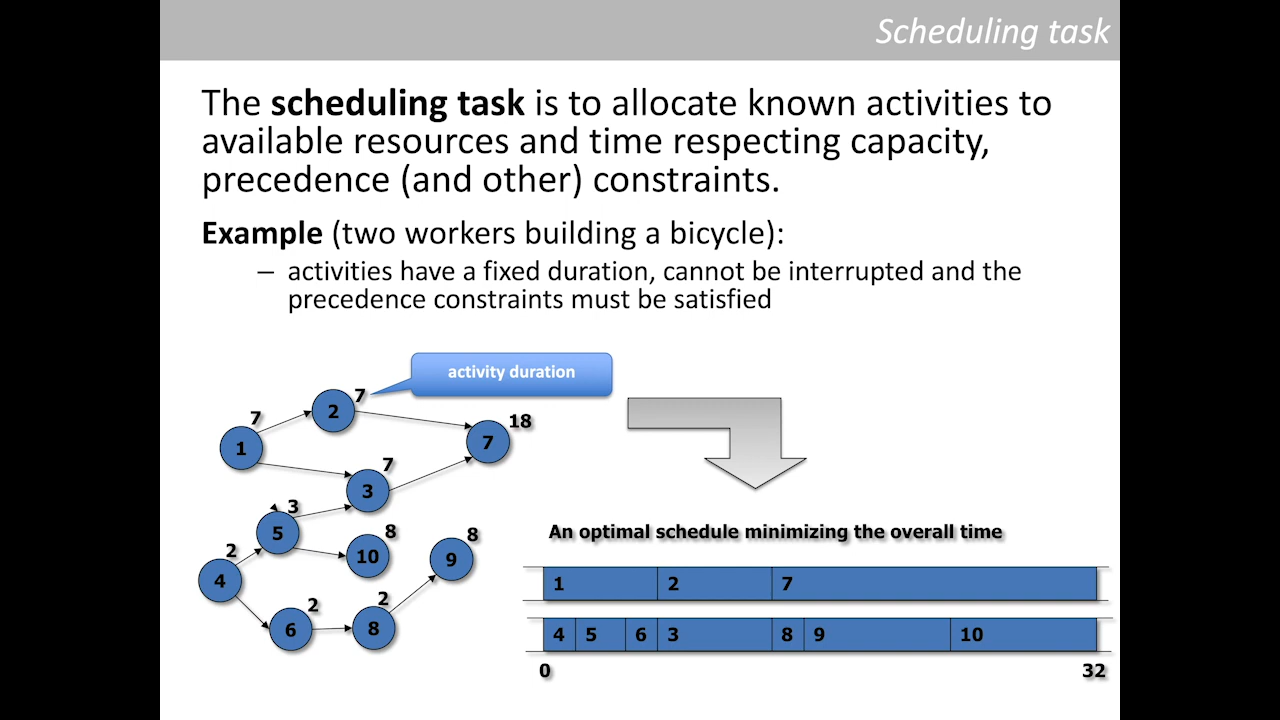 Scheduling task
The scheduling task is to allocate known activities to
available resources and time respecting capacity,
precedence (and other) constraints.
Example (two workers building a bicycle):
– activities have a fixed duration, cannot be interrupted and the
precedence constraints must be satisfied
activity duration
7
2
7
18
1
7
7
3
3
5
8
10
8
9
2
4
2
6
2
8
An optimal schedule minimizing the overall time
1 2 7
4 5 6 3 8 9 10
0 32